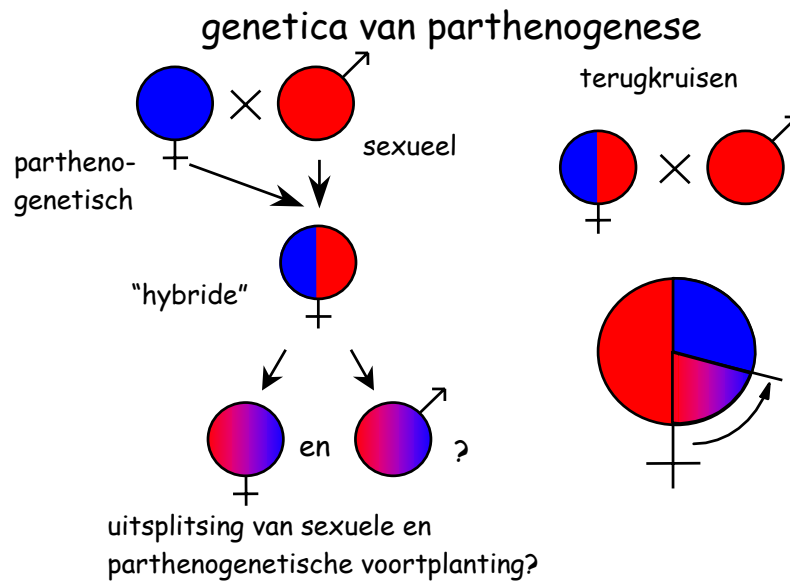 genetica van parthenogenese
sexueel
partheno-
genetisch
“hybride”
en
?
uitsplitsing van sexuele en
parthenogenetische voortplanting?
terugkruisen